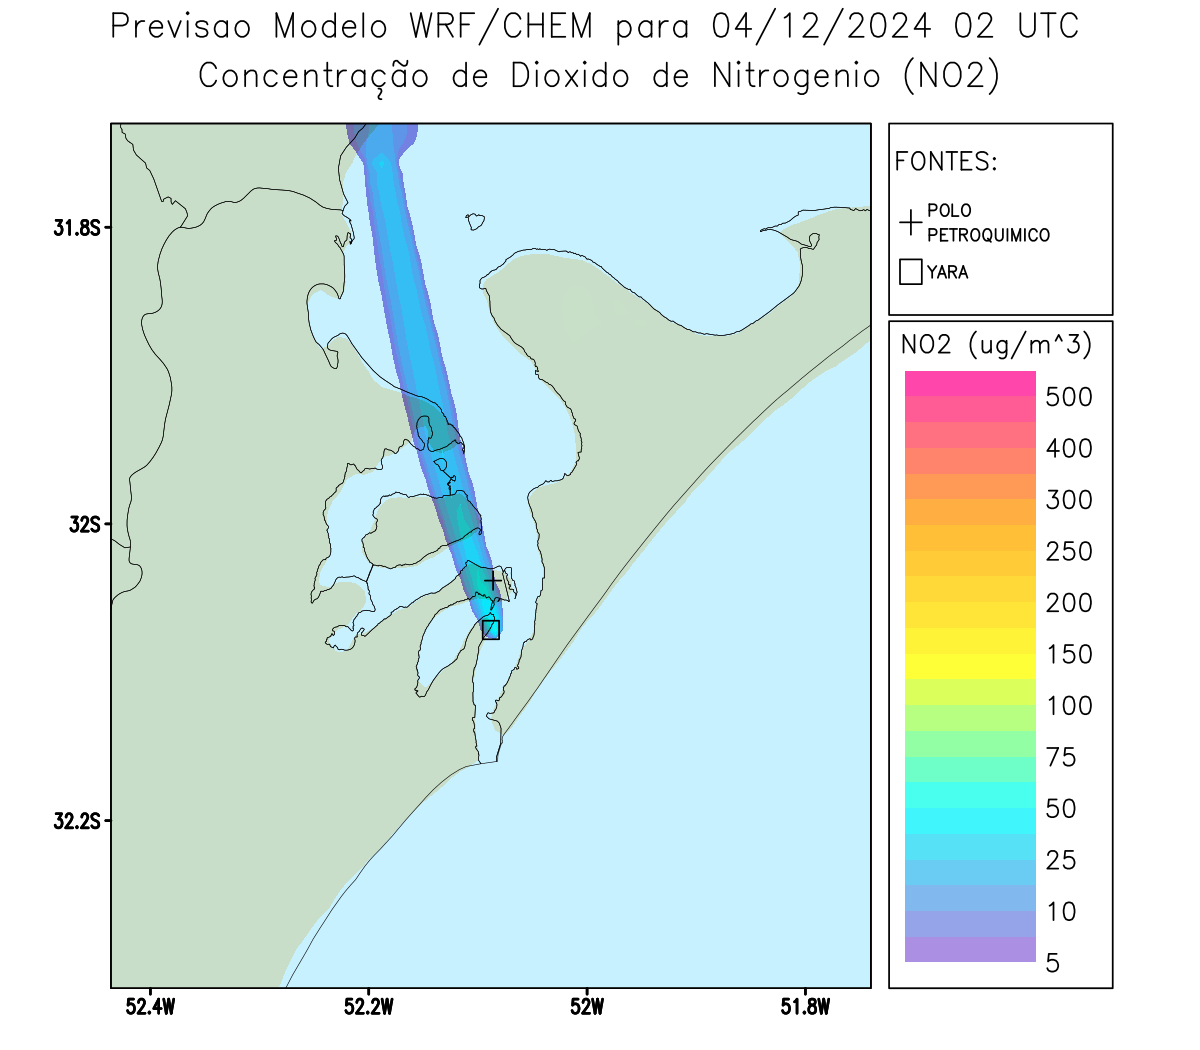 Previsao Modelo WRF/CHEM para 04/12/2024 02 UTC
Concentração de Dioxido de Nitrogenio (NO2)
FONTES:
POLO
PETROQUIMICO
YARA
NO2 (ug/m^3)
500
400
300
250
200
150
100
75
50
25
10
5
31.8S
32S
32.2S
52.4W
52.2W
52W
51.8W